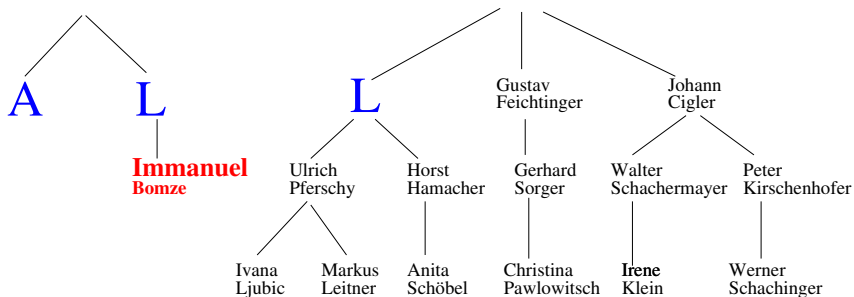 A
L
Immanuel
Bomze
L
Gustav
Feichtinger
Johann
Cigler
Ulrich
Pferschy
Horst
Hamacher
Gerhard
Sorger
Walter
Schachermayer
Peter
Kirschenhofer
Ivana
Ljubic
Markus
Leitner
Anita
Schöbel
Christina
Pawlowitsch
Irene
Klein
Werner
Schachinger